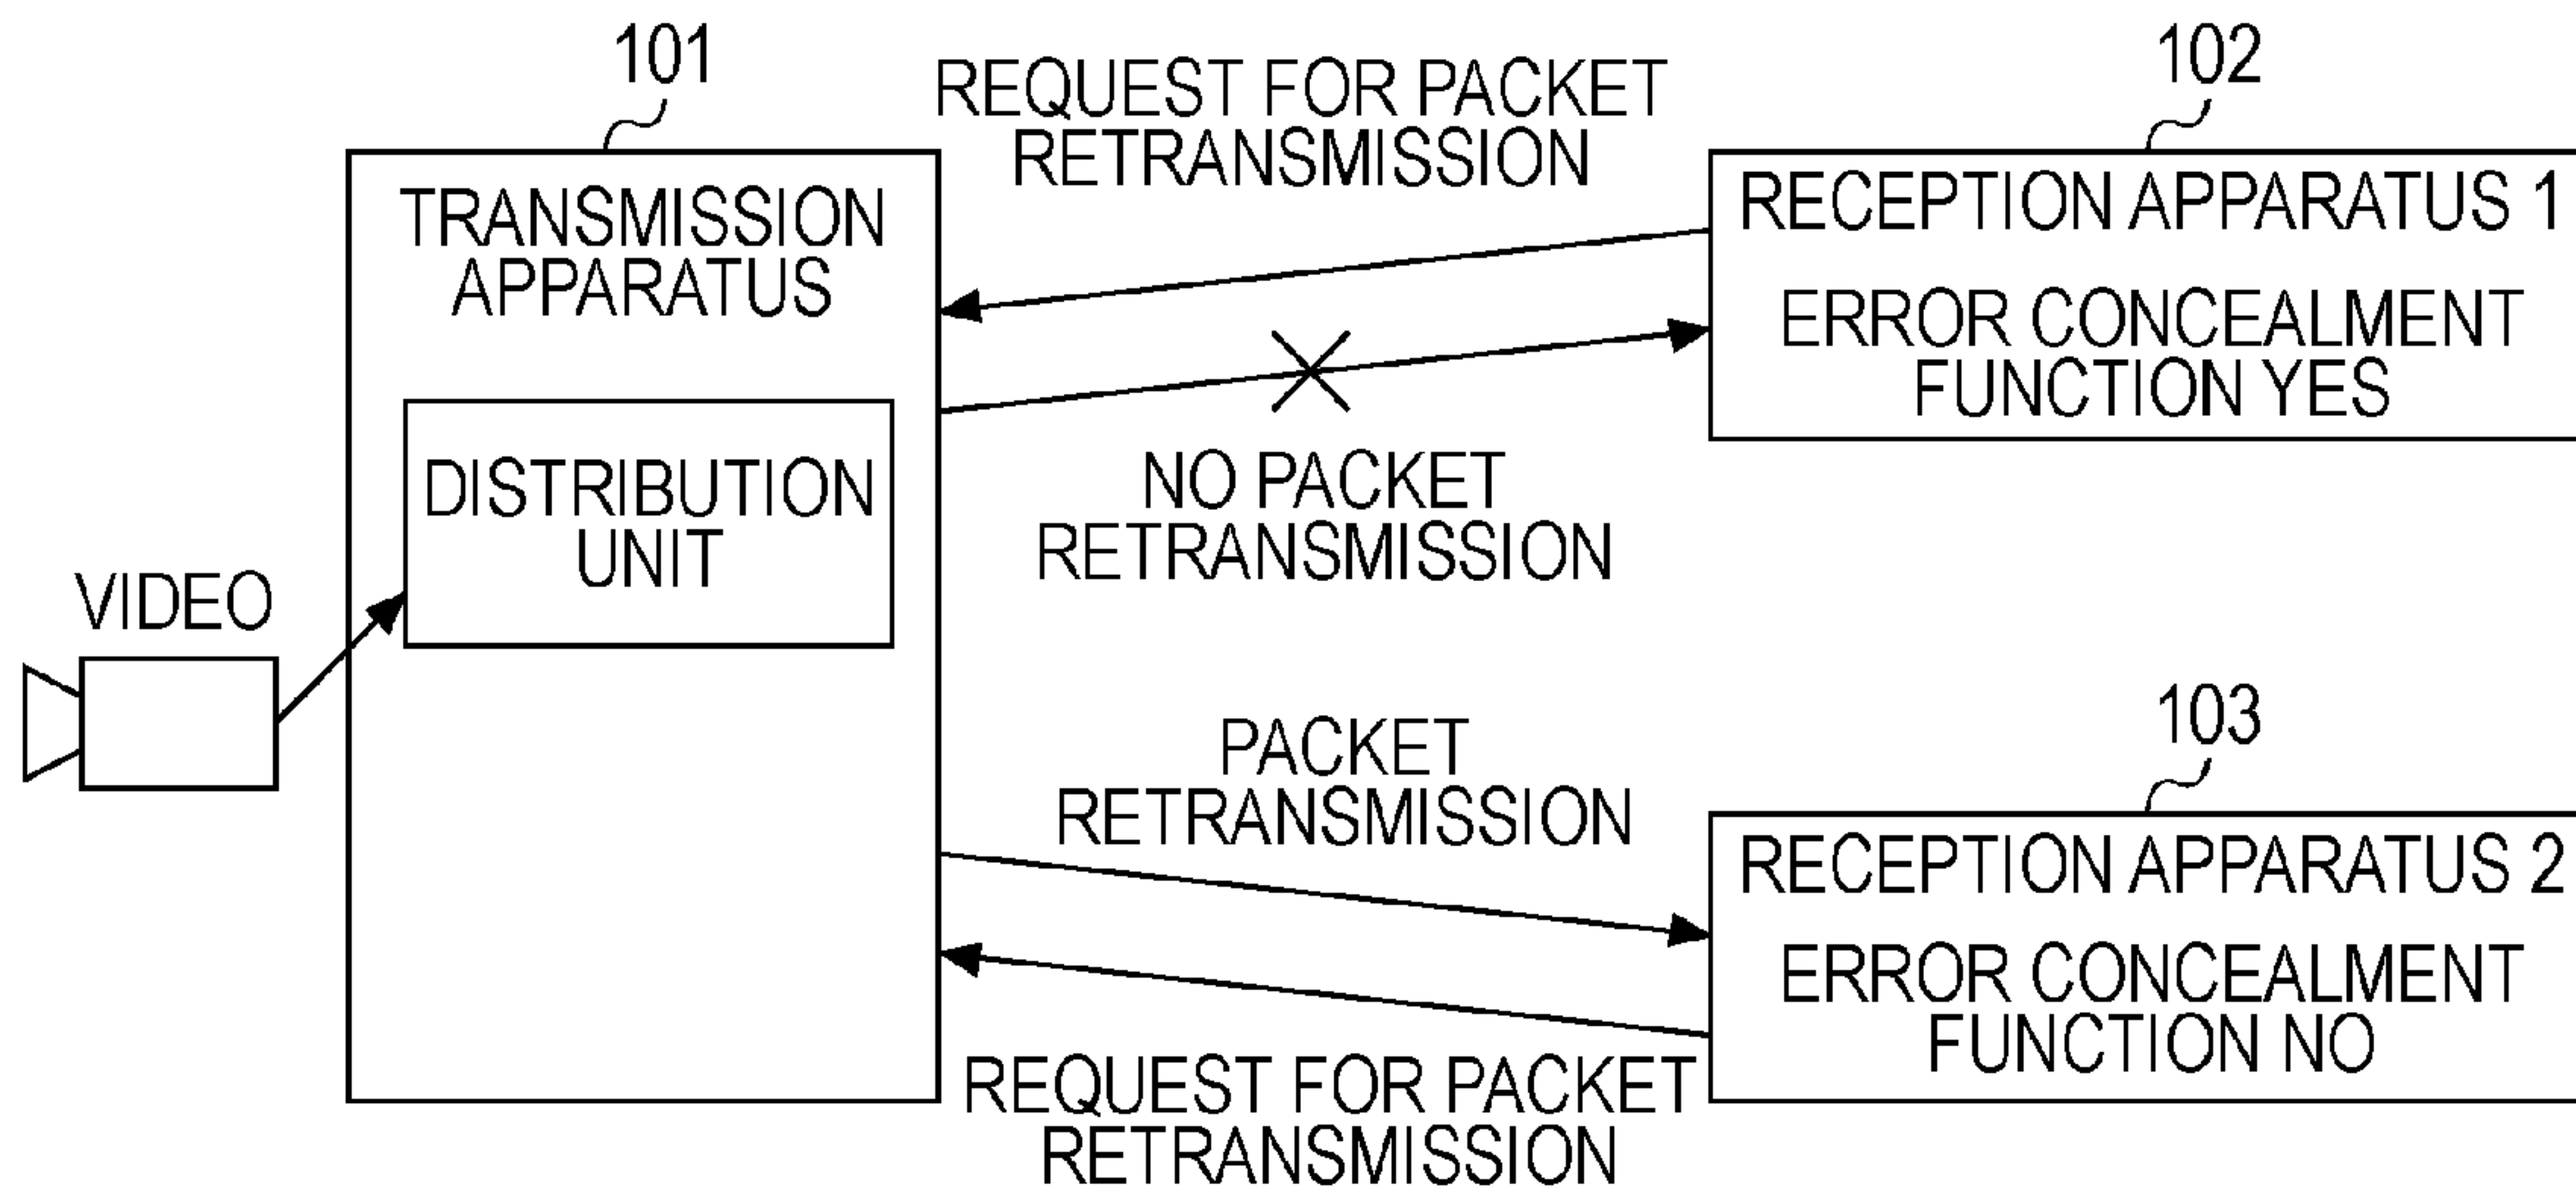 101
REQUEST FOR PACKET
RETRANSMISSION
102
TRANSMISSION
APPARATUS
RECEPTION APPARATUS 1
ERROR CONCEALMENT
FUNCTION YES
DISTRIBUTION
UNIT
NO PACKET
RETRANSMISSION
VIDEO
PACKET
RETRANSMISSION
103
RECEPTION APPARATUS 2
ERROR CONCEALMENT
FUNCTION NO
REQUEST FOR PACKET
RETRANSMISSION